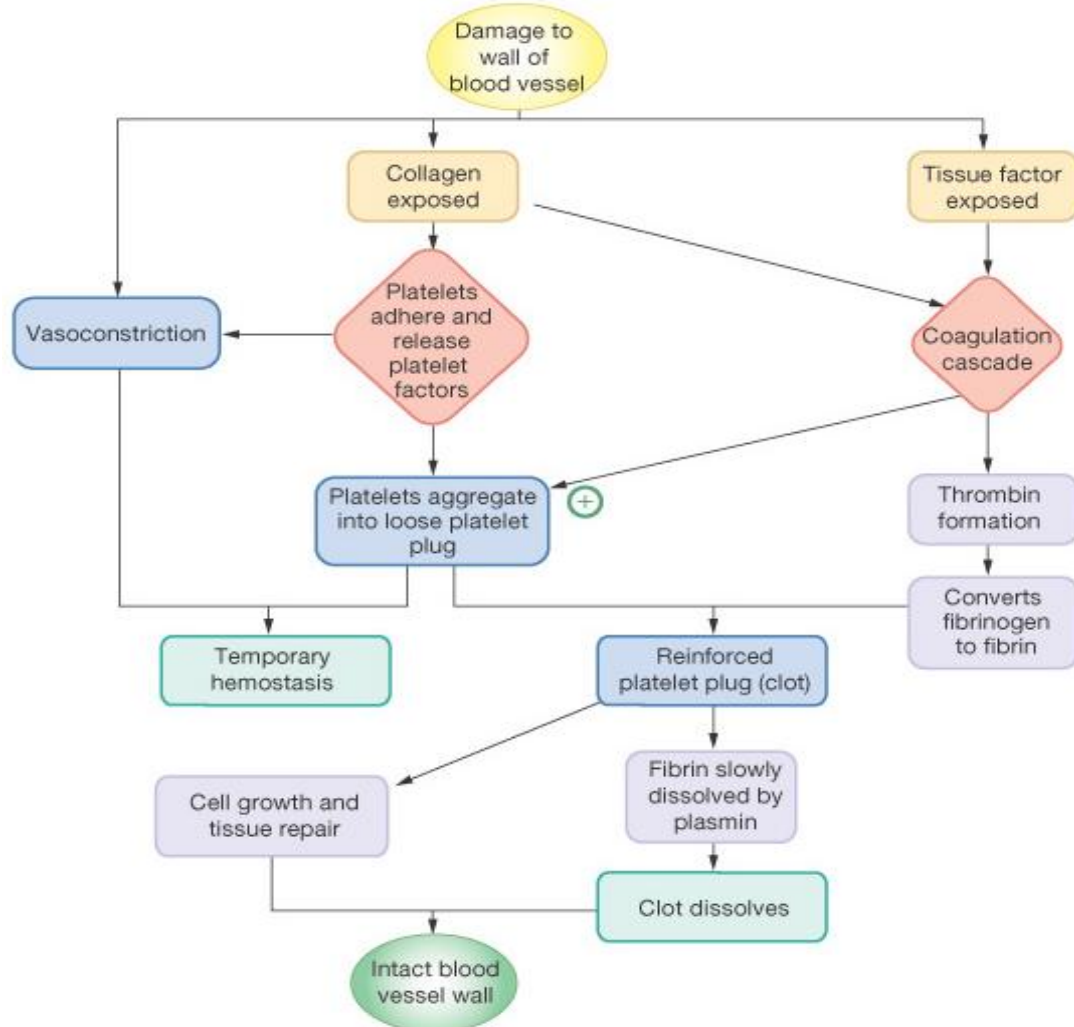 Damage to
wall of
blood vessel
Collagen
exposed
Tissue factor
exposed
Vasoconstriction
Platelets
adhere and
release
platelet
factors
Coagulation
cascade
Platelets aggregate
into loose platelet
plug
+
Thrombin
formation
Converts
fibrinogen
to fibrin
Temporary
hemostasis
Reinforced
platelet plug (clot)
Cell growth and
tissue repair
Fibrin slowly
dissolved by
plasmin
Clot dissolves
Intact blood
vessel wall